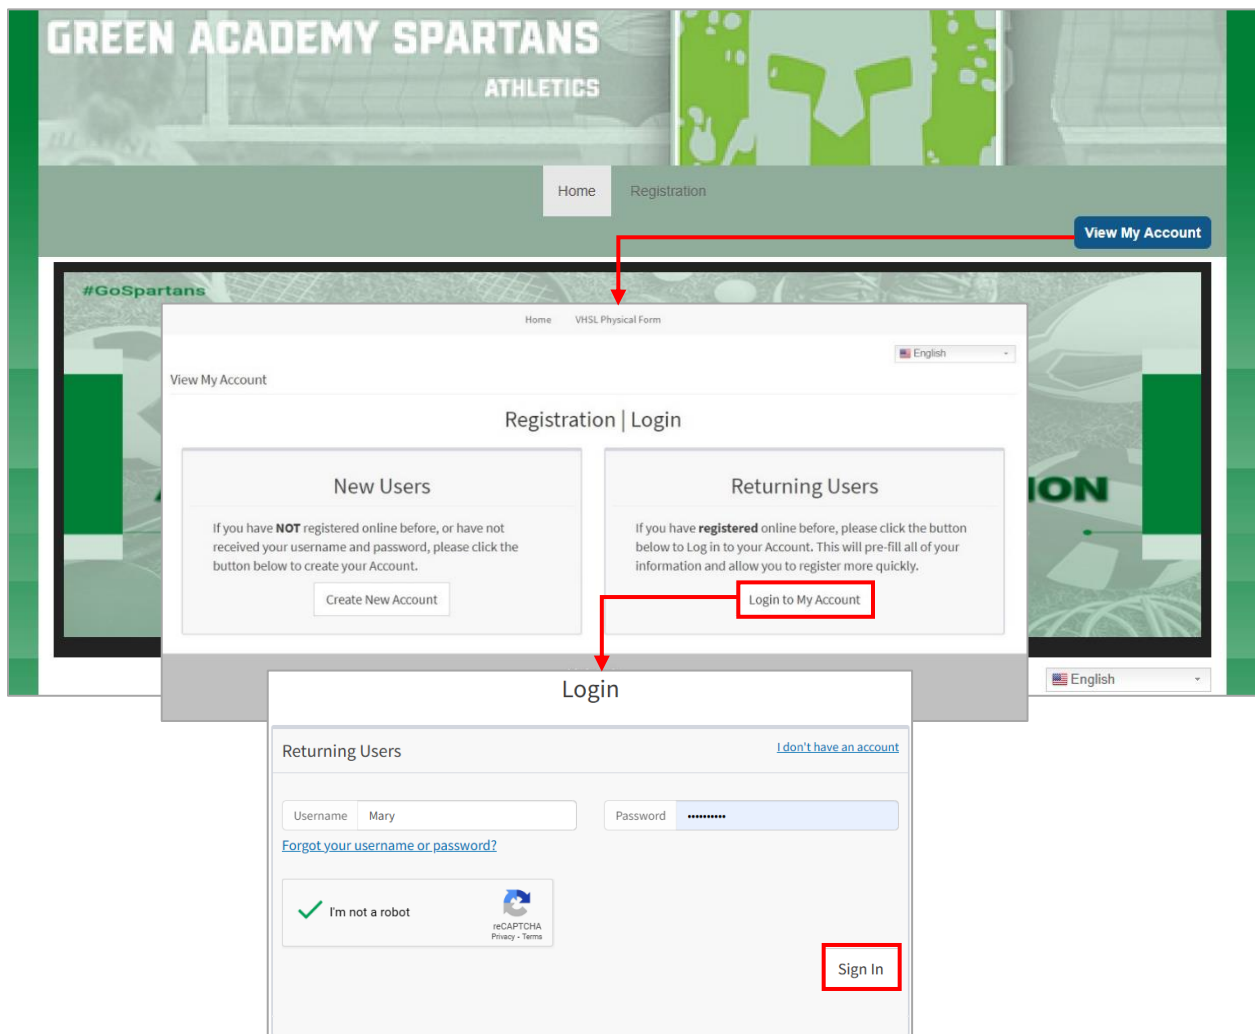 GREEN ACADEMY SPARTANS
ATHLETICS
Home Registration
View My Account
#GoSpartans
Home VHSL Physical Form
English
View My Account
Registration | Login
New Users
If you have NOT registered online before, or have not
received your username and password, please click the
button below to create your Account.
Create New Account
Returning Users
If you have registered online before, please click the button
below to Log in to your Account. This will pre-fill all of your
information and allow you to register more quickly.
Login to My Account
ION
English
Login
Returning Users
I don't have an account
Username Mary
Password ••••••••••
Forgot your username or password?
I'm not a robot
reCAPTCHA
Privacy - Terms
Sign In